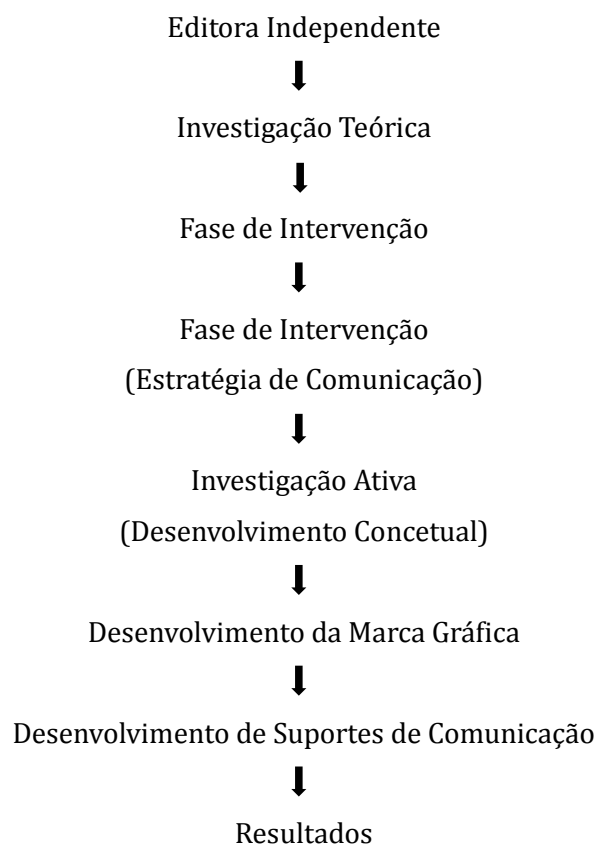 Editora Independente
Investigação Teórica
Fase de Intervenção
Fase de Intervenção
(Estratégia de Comunicação)
Investigação Ativa
(Desenvolvimento Concetual)
Desenvolvimento da Marca Gráfica
Desenvolvimento de Suportes de Comunicação
Resultados